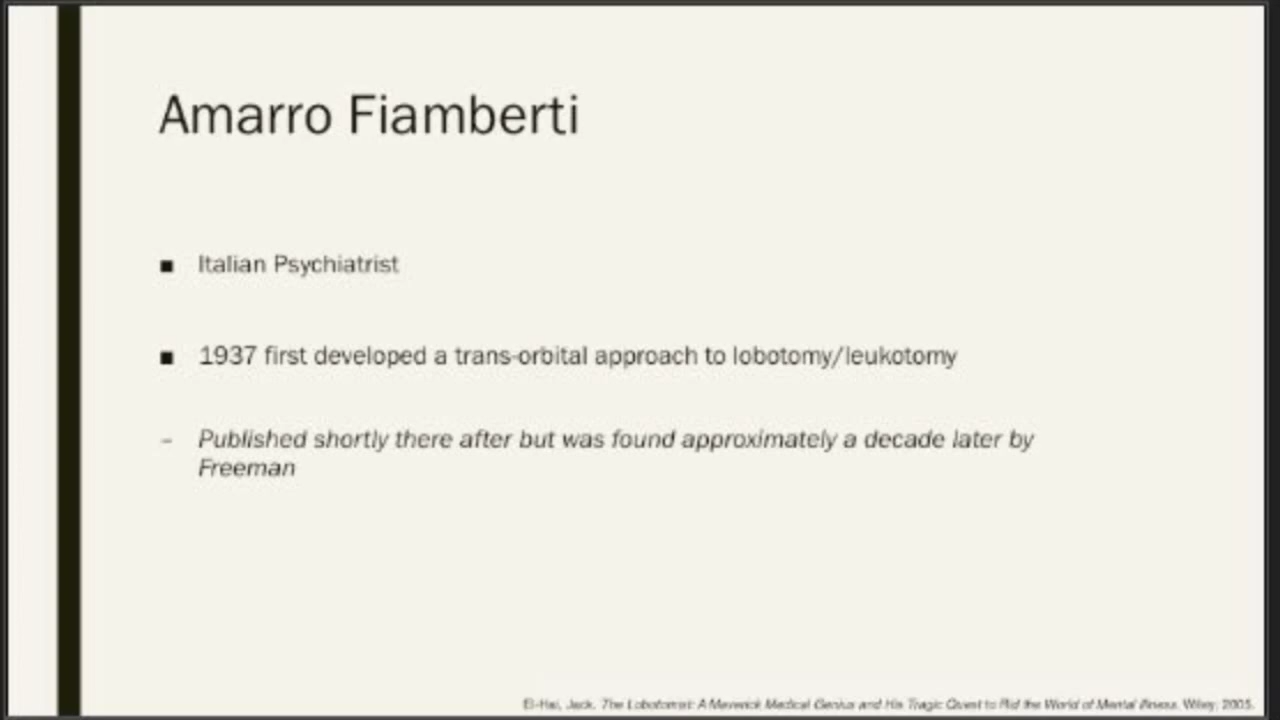 Amarro Fiamberti
■ Italian Psychiatrist
■ 1937 first developed a trans-orbital approach to lobotomy/leukotomy
– Published shortly there after but was found approximately a decade later by
Freeman
El-Hai, Jack. The Lobotomist: A Maverick Medical Genius and His Tragic Quest to Rid the World of Mental Illness. Wiley, 2005.